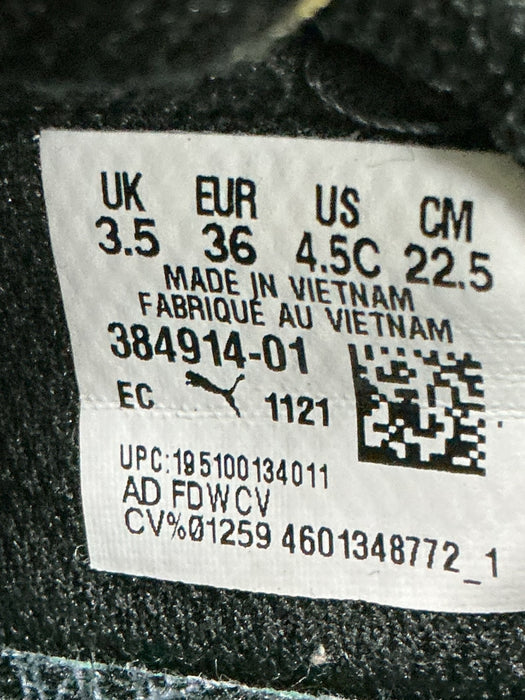 UK EUR US CM
3.5 36 4.5C 22.5
MADE IN VIETNAM
FABRIQUÉ AU VIETNAM
384914-01
EC 1121
UPC:195100134011
AD FDWCV
CV%01259 4601348772_1